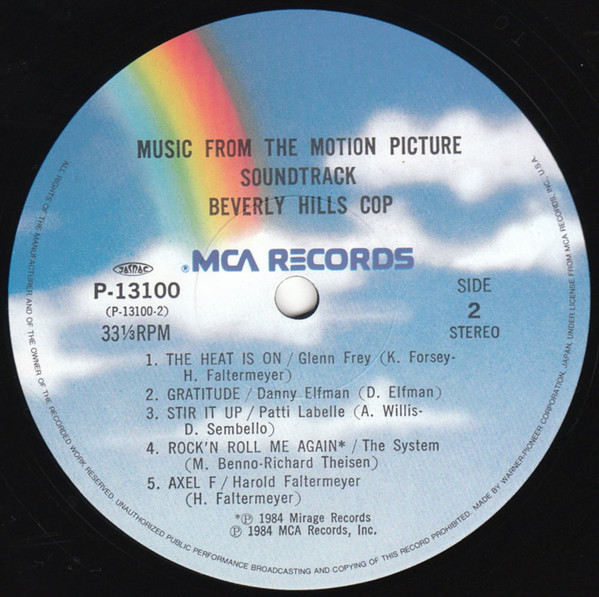 MUSIC FROM THE MOTION PICTURE
SOUNDTRACK
BEVERLY HILLS COP
JASRAC
® MCA RECORDS
P-13100
(P-13100-2)
33⅓RPM
SIDE
2
STEREO
1. THE HEAT IS ON / Glenn Frey (K. Forsey-
H. Faltermeyer)
2. GRATITUDE / Danny Elfman (D. Elfman)
3. STIR IT UP / Patti Labelle (A. Willis-
D. Sembello)
4. ROCK'N ROLL ME AGAIN* / The System
(M. Benno-Richard Theisen)
5. AXEL F / Harold Faltermeyer
(H. Faltermeyer)
*℗ 1984 Mirage Records
℗ 1984 MCA Records, Inc.
ALL RIGHTS OF THE MANUFACTURER AND OF THE OWNER OF THE RECORDED WORK RESERVED. UNAUTHORIZED PUBLIC PERFORMANCE BROADCASTING AND COPYING OF THIS RECORD PROHIBITED. MADE BY WARNER-PIONEER CORPORATION, JAPAN, UNDER LICENSE FROM MCA RECORDS INC, U.S.A.